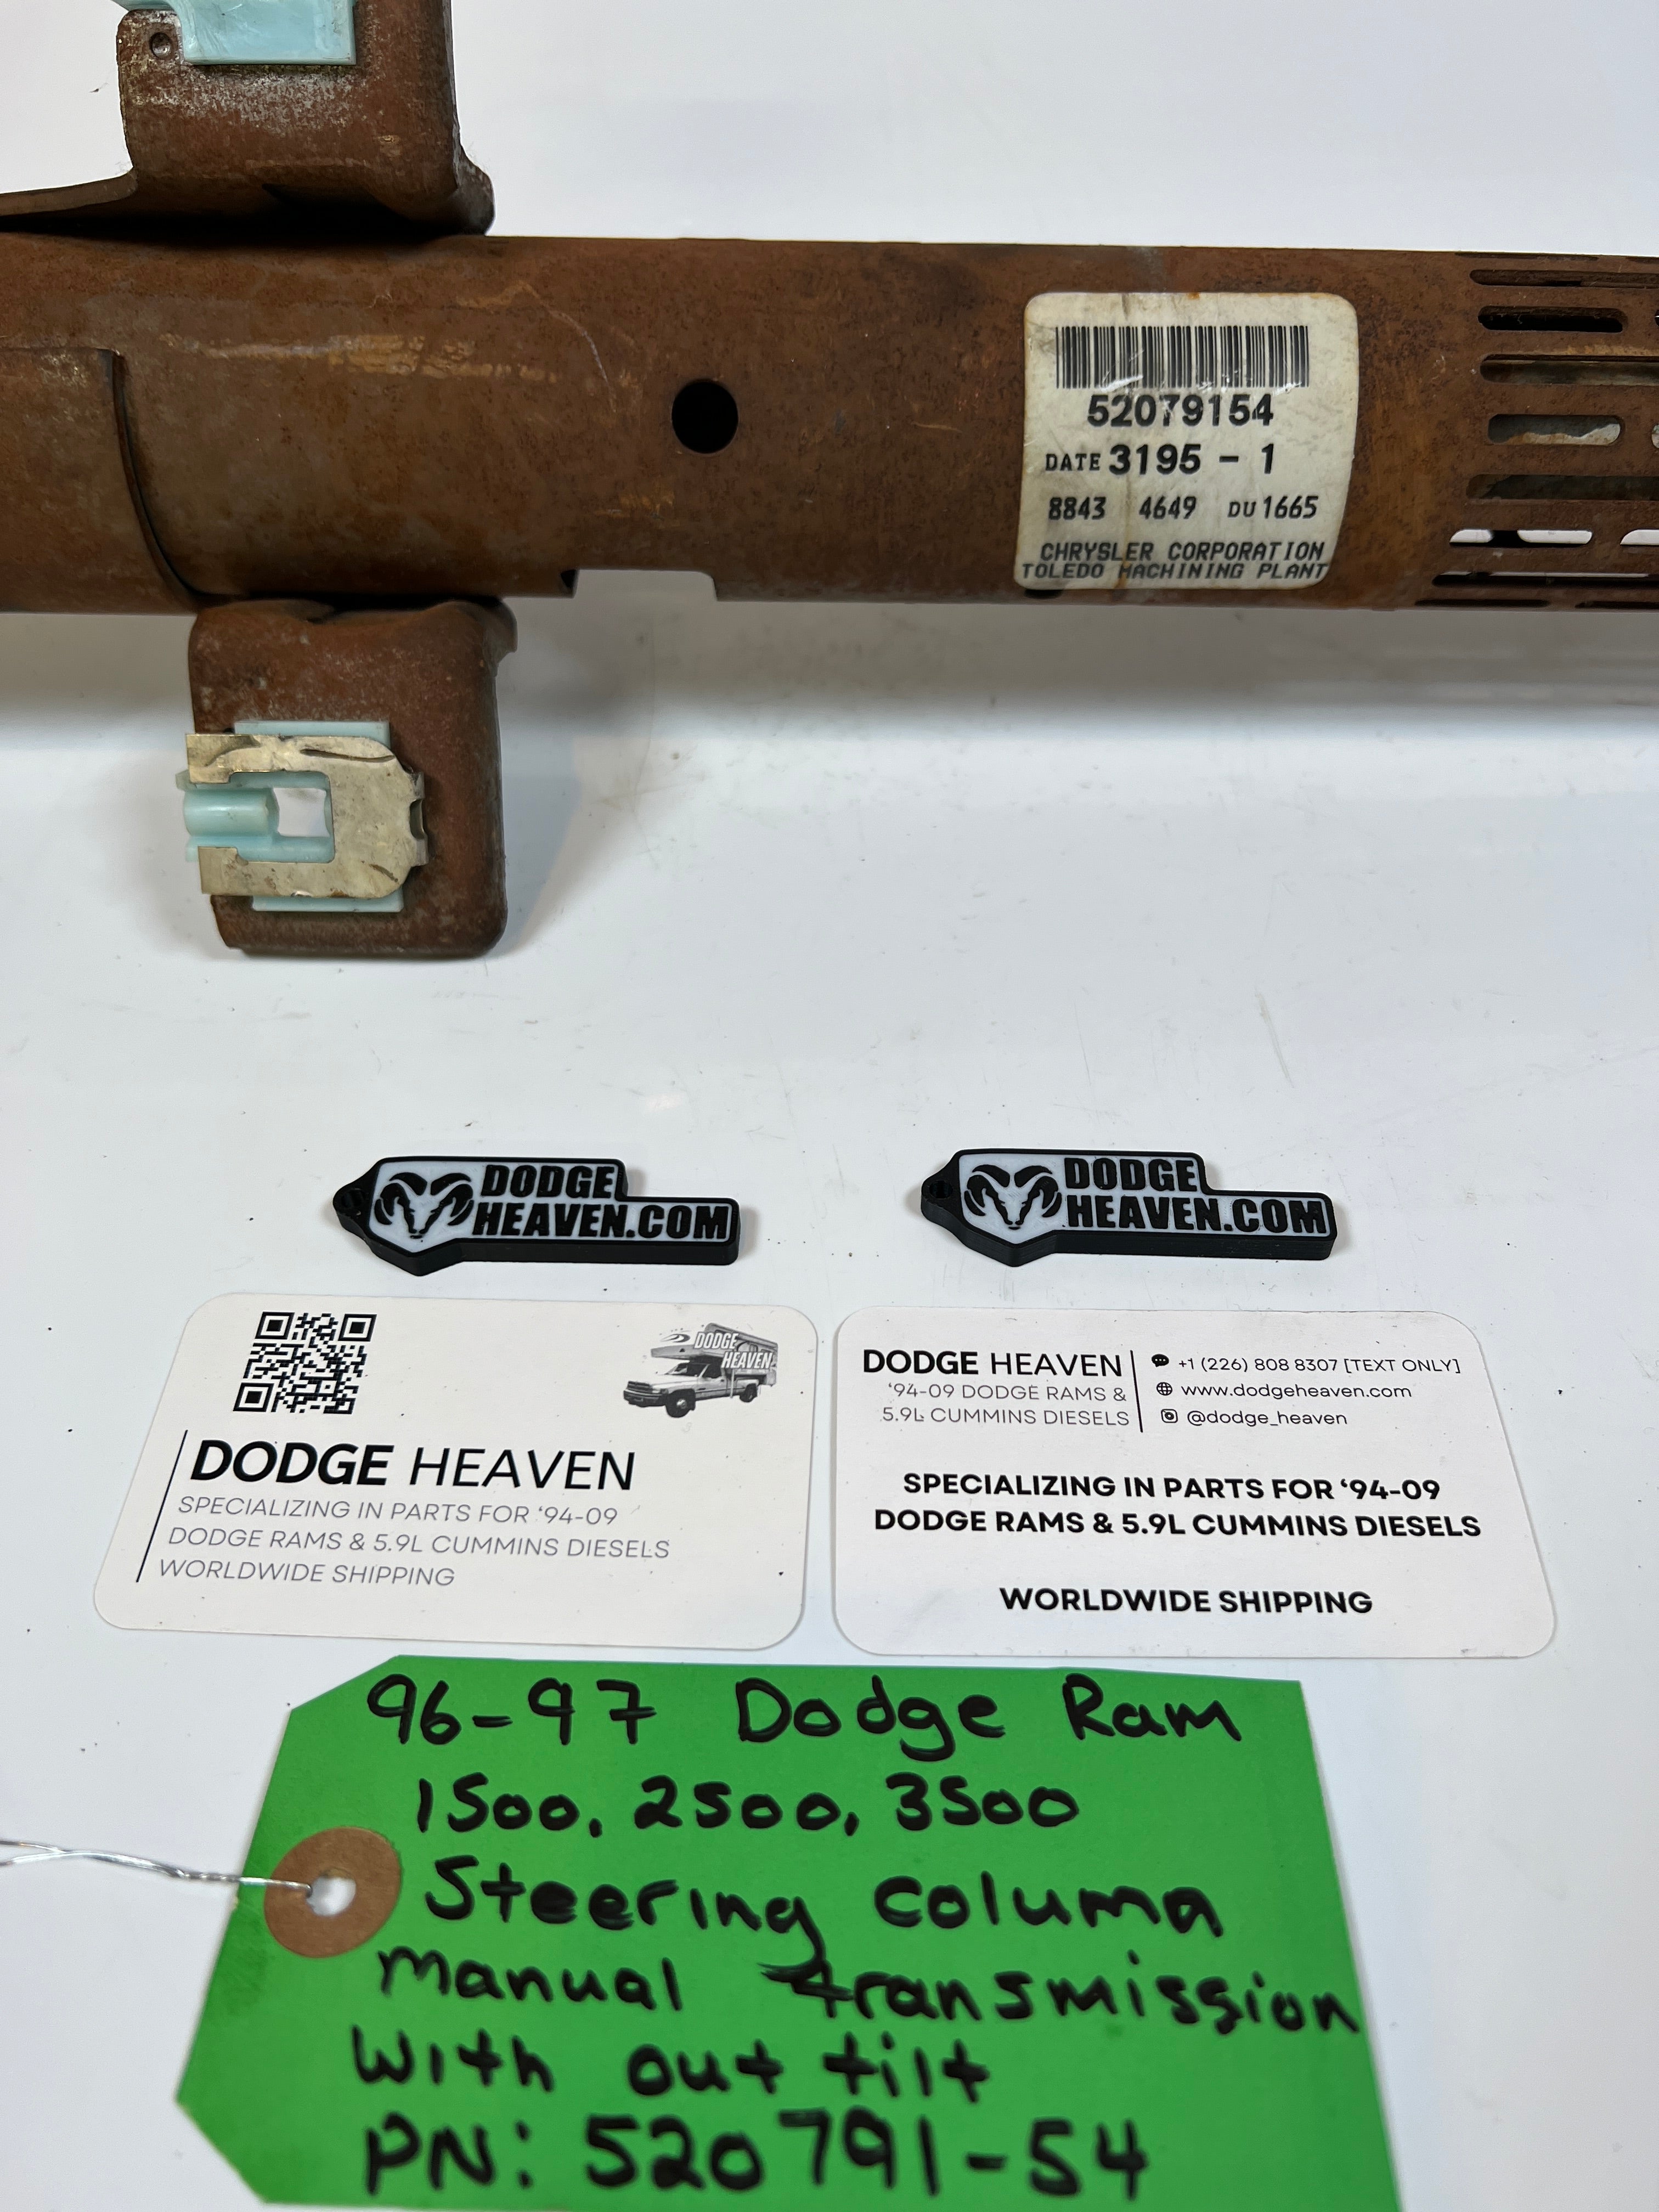 52079154
DATE 3195 - 1
8843 4649 DU 1665
CHRYSLER CORPORATION
TOLEDO MACHINING PLANT
DODGE
HEAVEN.COM
DODGE
HEAVEN.COM
DODGE
HEAVEN
DODGE HEAVEN
SPECIALIZING IN PARTS FOR ‘94-09
DODGE RAMS & 5.9L CUMMINS DIESELS
WORLDWIDE SHIPPING
DODGE HEAVEN
‘94-09 DODGE RAMS &
5.9L CUMMINS DIESELS
+1 (226) 808 8307 [TEXT ONLY]
www.dodgeheaven.com
@dodge_heaven
SPECIALIZING IN PARTS FOR ‘94-09
DODGE RAMS & 5.9L CUMMINS DIESELS
WORLDWIDE SHIPPING
96-97 Dodge Ram
1500, 2500, 3500
Steering Column
Manual transmission
With out tilt
PN: 520791-54